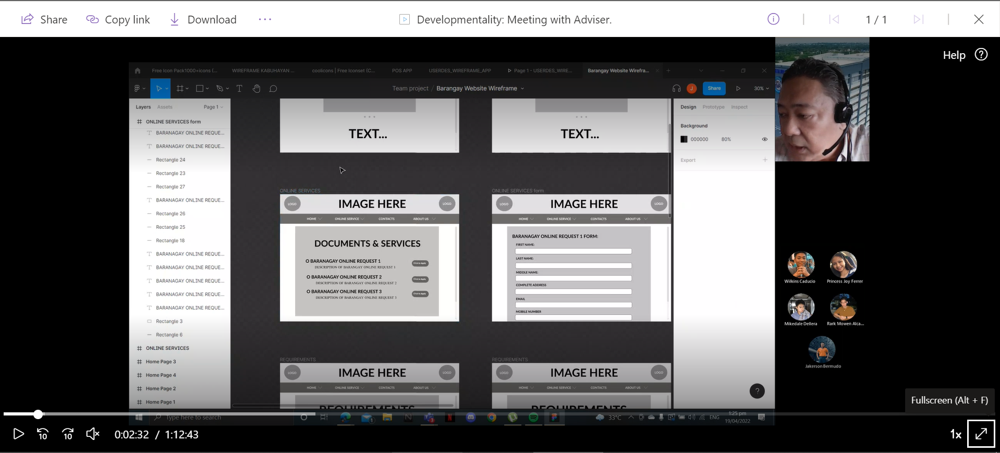 Share
Copy link
Download
...
Developmentality: Meeting with Adviser.
1 / 1
Help
Free Icon Pack1000+icons (...
WIREFRAME KABUHAYAN ...
coolicons | Free Iconset (C...
POS APP
USERDES_WIREFRAME_APP
Page 1 - USERDES_WIRE...
Barangay Website Wirefra...
Team project / Barangay Website Wireframe
J
Share
30%
Layers
Assets
Page 1
ONLINE SERVICES form
BARANAGAY ONLINE REQUE...
BARANAGAY ONLINE REQUE...
Rectangle 24
Rectangle 23
Rectangle 27
BARANAGAY ONLINE REQUE...
Rectangle 26
Rectangle 25
Rectangle 18
BARANAGAY ONLINE REQUE...
BARANAGAY ONLINE REQUE...
BARANAGAY ONLINE REQUE...
BARANAGAY ONLINE REQUE...
BARANAGAY ONLINE REQUE...
Rectangle 3
Rectangle 6
ONLINE SERVICES
Home Page 3
Home Page 4
Home Page 2
Home Page 1
TEXT...
TEXT...
ONLINE SERVICES
LOGO
IMAGE HERE
LOGO
HOME
ONLINE SERVICE
CONTACTS
ABOUT US
DOCUMENTS & SERVICES
O BARANAGAY ONLINE REQUEST 1
DESCRIPTION OF BARANGAY ONLINE REQUEST 1
Click to Apply
O BARANAGAY ONLINE REQUEST 2
DESCRIPTION OF BARANGAY ONLINE REQUEST 2
Click to Apply
O BARANAGAY ONLINE REQUEST 3
DESCRIPTION OF BARANGAY ONLINE REQUEST 3
Click to Apply
ONLINE SERVICES form
LOGO
IMAGE HERE
LOGO
HOME
ONLINE SERVICE
CONTACTS
ABOUT US
BARANAGAY ONLINE REQUEST 1 FORM:
FIRST NAME:
LAST NAME:
MIDDLE NAME:
COMPLETE ADDRESS
EMAIL
MOBILE NUMBER
REQUIREMENTS
LOGO
IMAGE HERE
LOGO
HOME
ONLINE SERVICE
CONTACTS
ABOUT US
REQUIREMENTS
REQUIREMENTS
LOGO
IMAGE HERE
LOGO
HOME
ONLINE SERVICE
CONTACTS
ABOUT US
REQUIREMENTS
Design
Prototype
Inspect
Background
000000
80%
Export
?
Wilkins Caducio
Princess Joy Ferrer
Mikedale Dellera
Rark Mowen Alca...
Jakerson Bermudo
Fullscreen (Alt + F)
Type here to search
33°C
ENG
1:25 pm
19/04/2022
10
10
0:02:32 / 1:12:43
1x